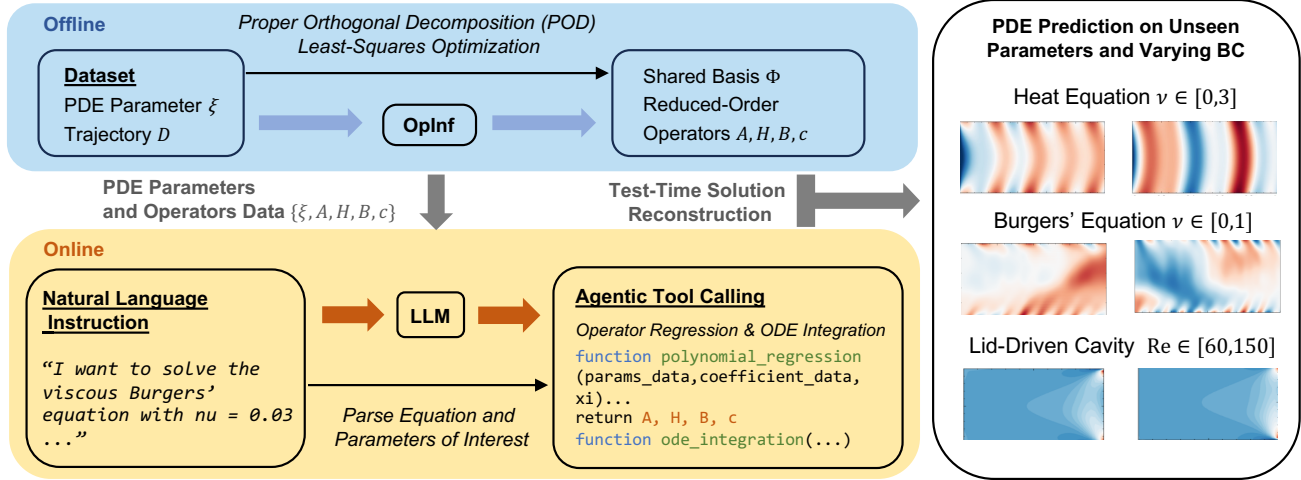 Offline
Proper Orthogonal Decomposition (POD)
Least-Squares Optimization
Dataset
PDE Parameter ξ
Trajectory D
OpInf
Shared Basis Φ
Reduced-Order
Operators A, H, B, c
PDE Parameters
and Operators Data {ξ, A, H, B, c}
Test-Time Solution
Reconstruction
Online
Natural Language
Instruction
“I want to solve the
viscous Burgers’
equation with nu = 0.03
...”
LLM
Parse Equation and
Parameters of Interest
Agentic Tool Calling
Operator Regression & ODE Integration
function polynomial_regression
(params_data,coefficient_data,
xi)...
return A, H, B, c
function ode_integration(...)
PDE Prediction on Unseen
Parameters and Varying BC
Heat Equation ν ∈ [0,3]
Burgers’ Equation ν ∈ [0,1]
Lid-Driven Cavity Re ∈ [60,150]